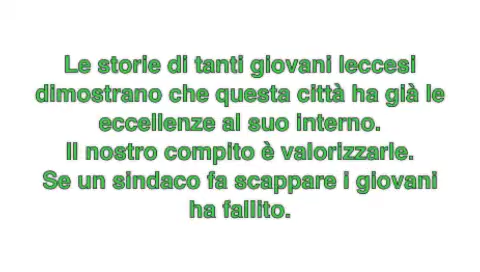 Le storie di tanti giovani leccesi
dimostrano che questa città ha già le
eccellenze al suo interno.
Il nostro compito è valorizzarle.
Se un sindaco fa scappare i giovani
ha fallito.